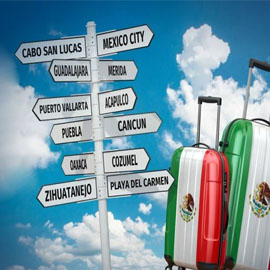 CABO SAN LUCAS
MEXICO CITY
GUADALAJARA
MERIDA
PUERTO VALLARTA
ACAPULCO
PUEBLA
CANCUN
OAXACA
COZUMEL
ZIHUATANEJO
PLAYA DEL CARMEN